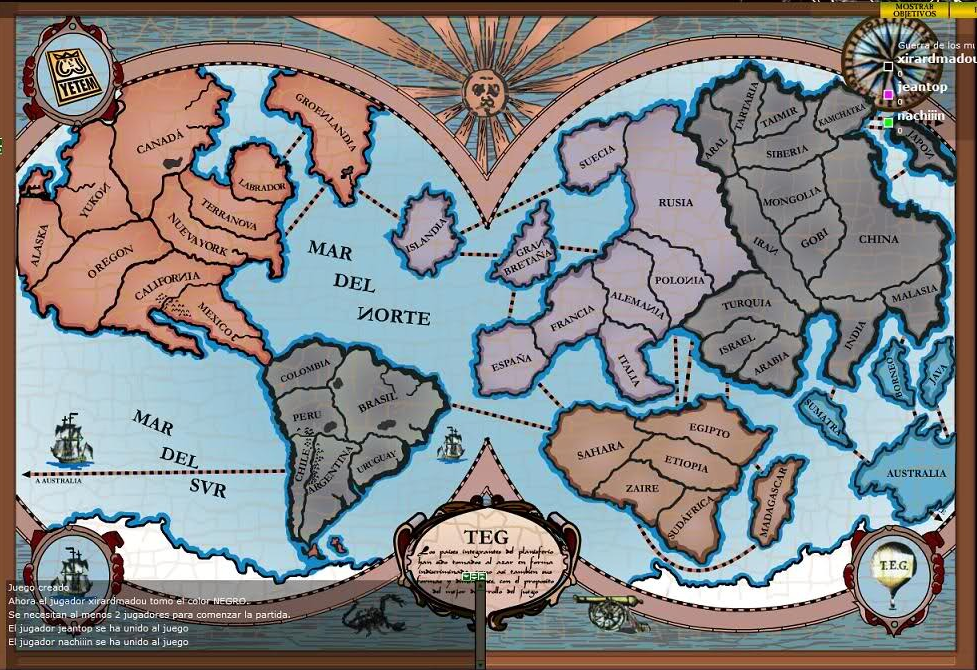 MOSTRAR
OBJETIVOS
Guerra de los mu
xirardmadou
0
jeantop
0
nachiiin
0
YETEM
CANADÁ
GROENLANDIA
YUKÓN
LABRADOR
TERRANOVA
NUEVA YORK
ALASKA
OREGON
CALIFORNIA
MEXICO
ISLANDIA
SUECIA
RUSIA
GRAN
BRETAÑA
POLONIA
ALEMANIA
FRANCIA
ESPAÑA
ITALIA
TARTARIA
TAIMIR
KAMCHATKA
ARAL
SIBERIA
JAPON
MONGOLIA
GOBI
CHINA
IRAN
TURQUIA
ISRAEL
ARABIA
INDIA
MALASIA
BORNEO
JAVA
SUMATRA
AUSTRALIA
MAR
DEL
NORTE
COLOMBIA
BRASIL
PERU
CHILE
ARGENTINA
URUGUAY
MAR
DEL
SVR
A AUSTRALIA
SAHARA
EGIPTO
ETIOPIA
ZAIRE
SUDÁFRICA
MADAGASCAR
TEG
Los paises integrantes del planisferio
han sido tomados al azar en forma
T.E.G.
Juego creado
Ahora el jugador xirardmadou tomo el color NEGRO.
Se necesitan al menos 2 jugadores para comenzar la partida.
El jugador jeantop se ha unido al juego
El jugador nachiiin se ha unido al juego